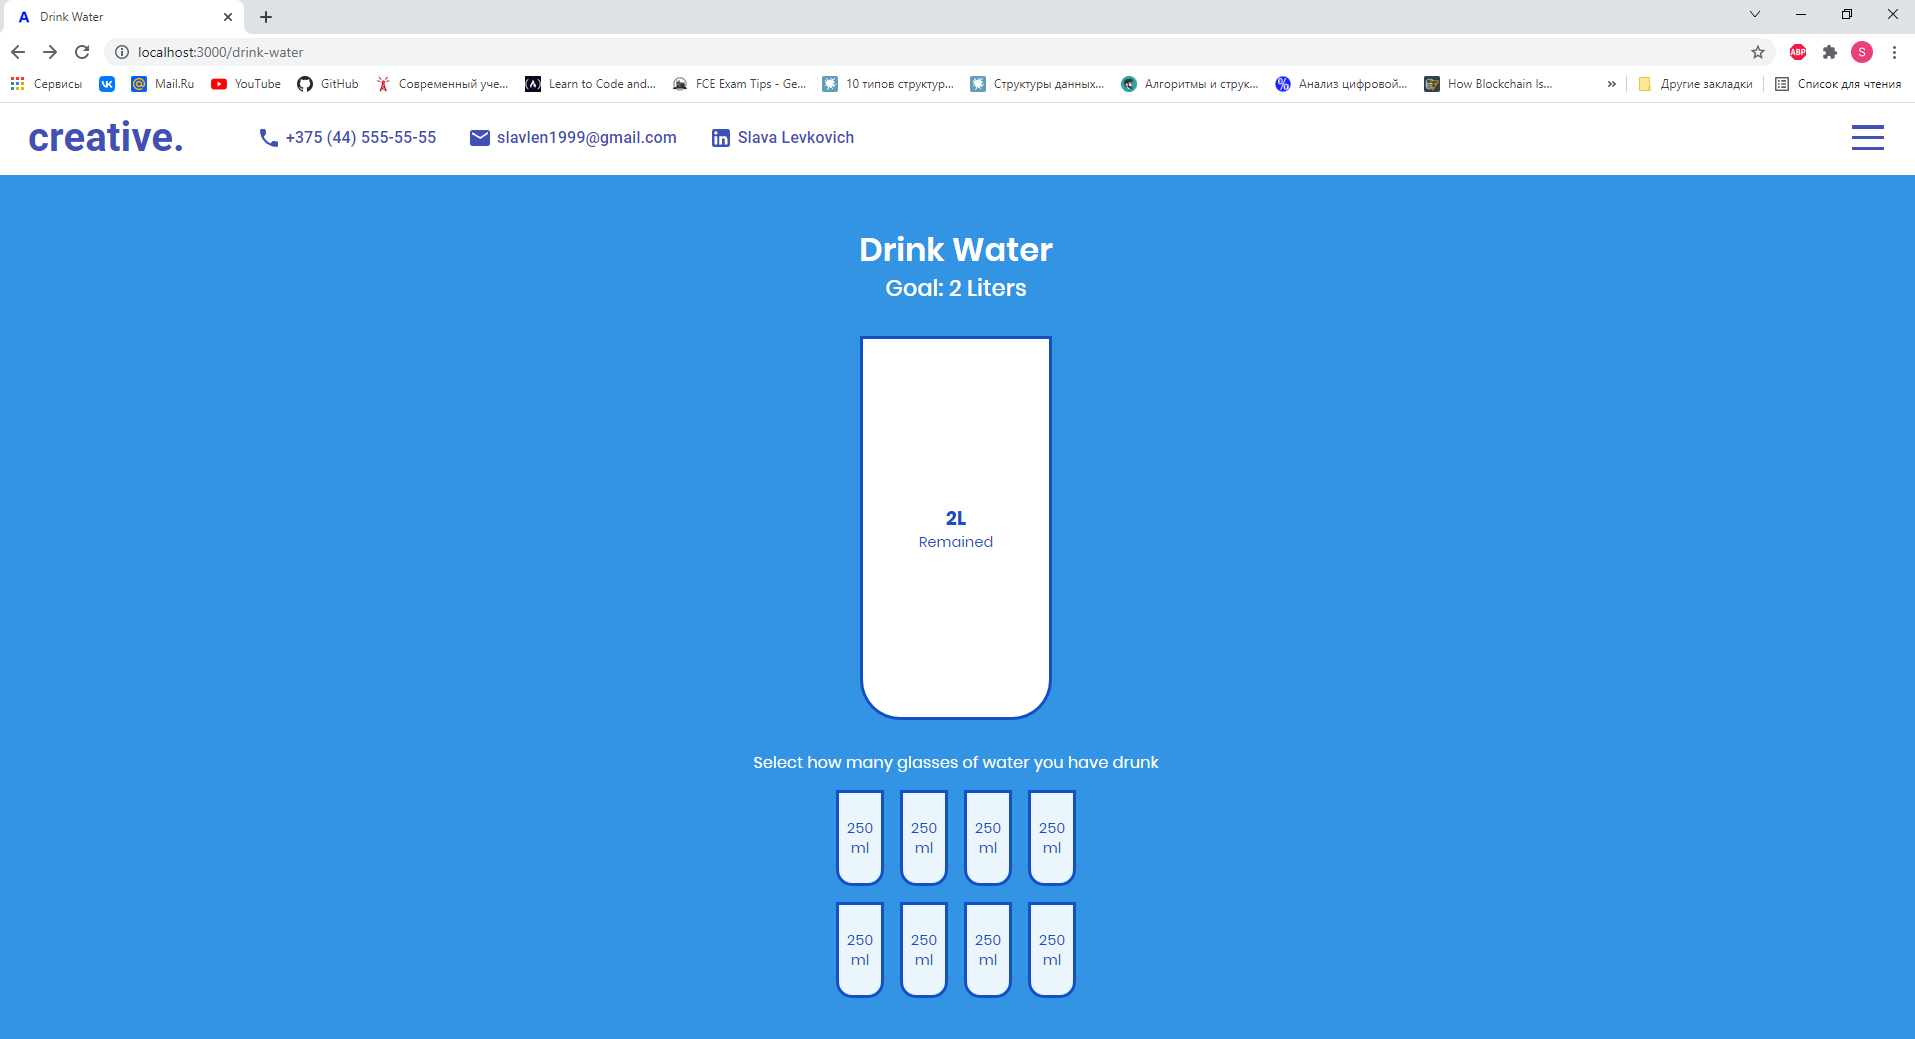 Drink Water
localhost:3000/drink-water
ABP
S
Сервисы Mail.Ru YouTube GitHub Современный уче... Learn to Code and... FCE Exam Tips - Ge... 10 типов структур... Структуры данных... Алгоритмы и струк... Анализ цифровой... How Blockchain Is... » Другие закладки Список для чтения
creative. +375 (44) 555-55-55 slavlen1999@gmail.com Slava Levkovich
Drink Water
Goal: 2 Liters
2L
Remained
Select how many glasses of water you have drunk
250 250 250 250
ml ml ml ml
250 250 250 250
ml ml ml ml